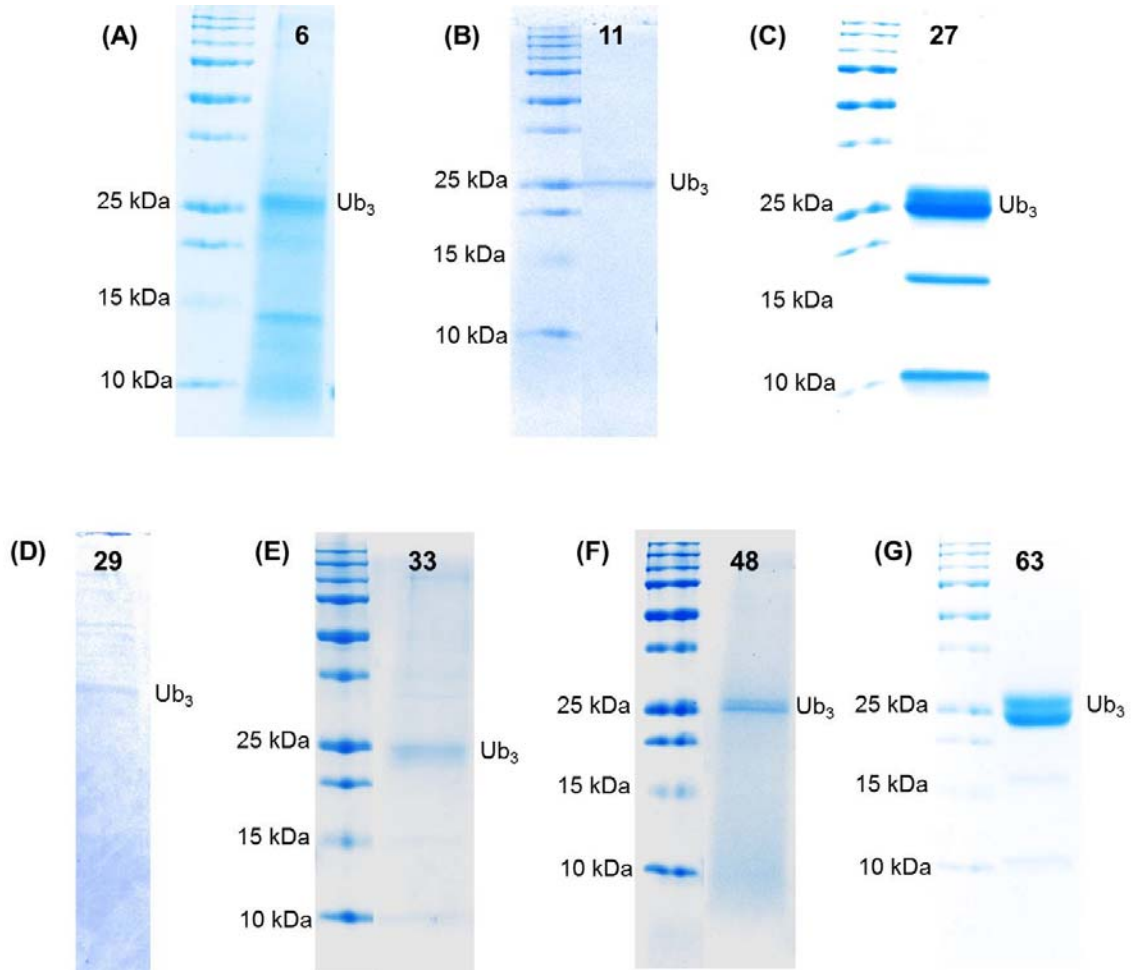 (A) 6
25 kDa
Ub₃
15 kDa
10 kDa
(B) 11
25 kDa
Ub₃
15 kDa
10 kDa
(C) 27
25 kDa
Ub₃
15 kDa
10 kDa
(D) 29
Ub₃
(E) 33
25 kDa
Ub₃
15 kDa
10 kDa
(F) 48
25 kDa
Ub₃
15 kDa
10 kDa
(G) 63
25 kDa
Ub₃
15 kDa
10 kDa